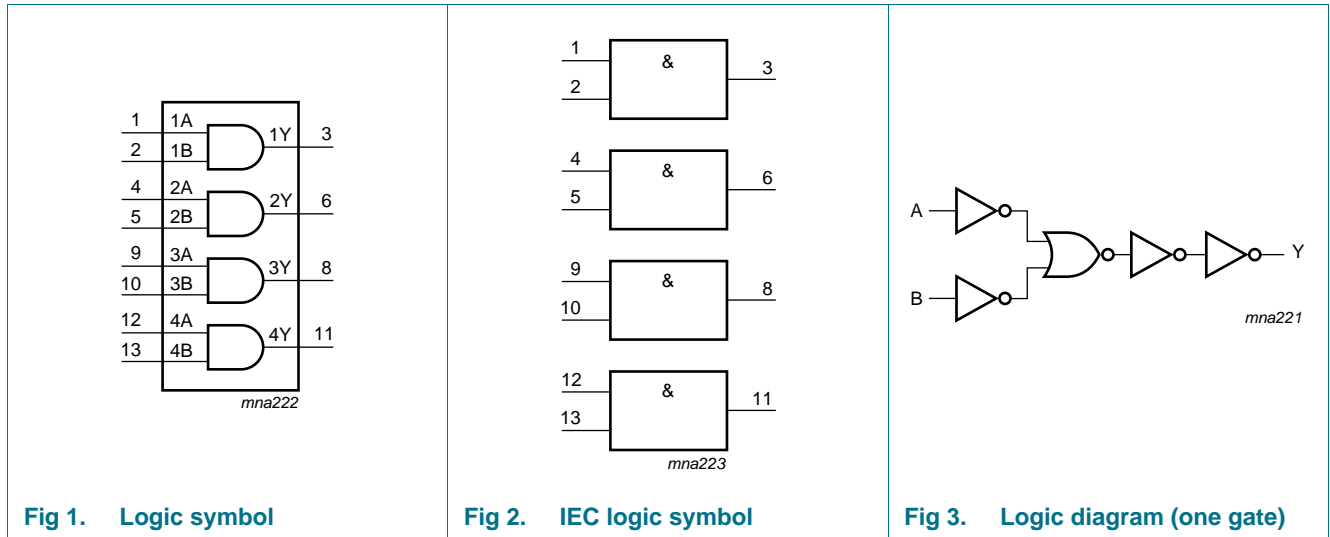 1 1A 1Y 3
2 1B
4 2A 2Y 6
5 2B
9 3A 3Y 8
10 3B
12 4A 4Y 11
13 4B
mna222
Fig 1. Logic symbol
1 & 3
2
4 & 6
5
9 & 8
10
12 & 11
13
mna223
Fig 2. IEC logic symbol
A
Y
B
mna221
Fig 3. Logic diagram (one gate)